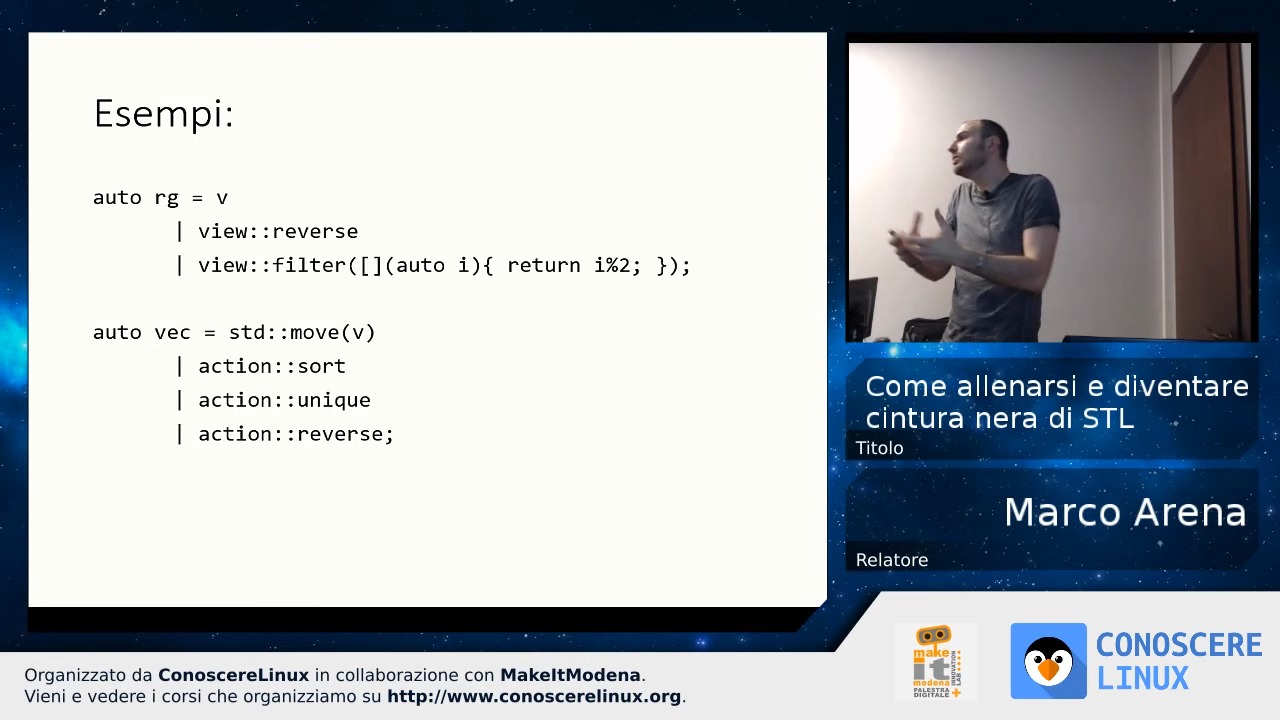 Esempi:
auto rg = v
| view::reverse
| view::filter([](auto i){ return i%2; });
auto vec = std::move(v)
| action::sort
| action::unique
| action::reverse;
Come allenarsi e diventare
cintura nera di STL
Titolo
Marco Arena
Relatore
make
it
modena
PALESTRA
DIGITALE
INNOVATION
LAB
CONOSCERE
LINUX
Organizzato da ConoscereLinux in collaborazione con MakeItModena.
Vieni e vedere i corsi che organizziamo su http://www.conoscerelinux.org.